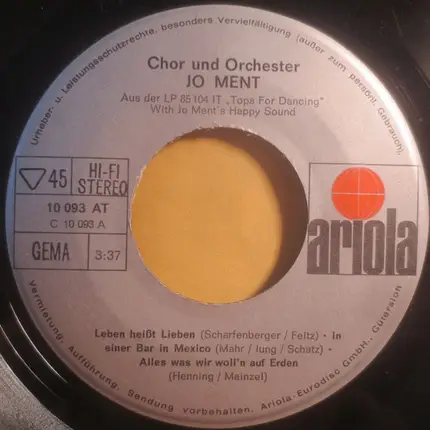 Urheber- u. Leistungsschutzrechte, besonders Vervielfältigung (außer zum persönl. Gebrauch),
Chor und Orchester
JO MENT
Aus der LP 85104 IT „Tops For Dancing"
With Jo Ment's Happy Sound
45
HI-FI
STEREO
10 093 AT
C 10 093 A
GEMA
3:37
ariola
Leben heißt Lieben (Scharfenberger / Feltz) · In
einer Bar in Mexico (Mahr / Iung / Schatz) ·
Alles was wir woll'n auf Erden
(Henning / Meinzel)
Vermietung, Aufführung, Sendung vorbehalten. Ariola-Eurodisc GmbH., Gütersloh